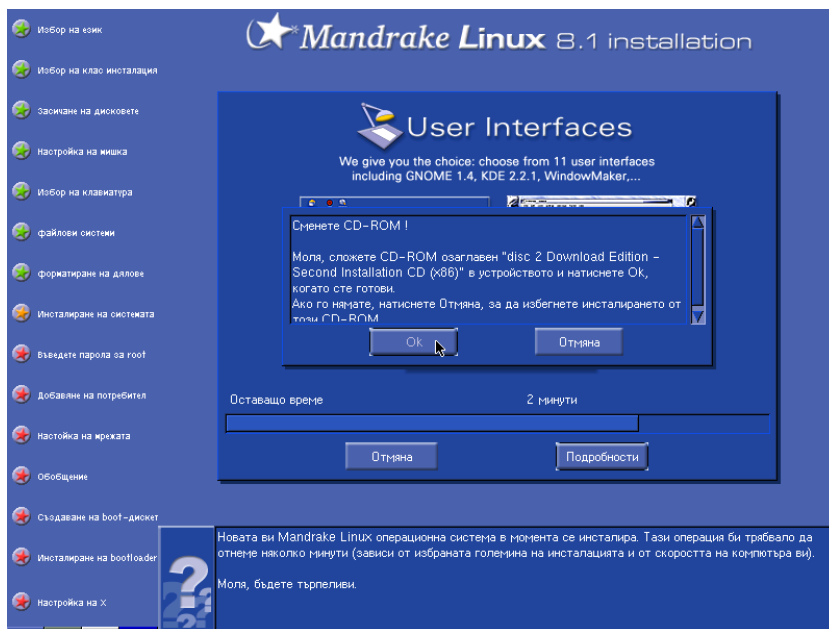 Избор на език
Избор на клас инсталация
Засичане на дисковете
Настройка на мишка
Избор на клавиатура
файлови системи
форматиране на дялове
Инсталиране на системата
Въведете парола за root
Добавяне на потребител
Настойка на мрежата
Обобщение
Създаване на boot-дискет
Инсталиране на bootloader
Настройка на X
Mandrake Linux 8.1 installation
User Interfaces
We give you the choice: choose from 11 user interfaces
including GNOME 1.4, KDE 2.2.1, WindowMaker,...
Сменете CD-ROM !
Моля, сложете CD-ROM озаглавен "disc 2 Download Edition -
Second Installation CD (x86)" в устройството и натиснете Ok,
когато сте готови.
Ако го нямате, натиснете Отмяна, за да избегнете инсталирането от
този CD-ROM
Ok
Отмяна
Оставащо време
2 минути
Отмяна
Подробности
Новата ви Mandrake Linux операционна система в момента се инсталира. Тази операция би трябвало да
отнеме няколко минути (зависи от избраната големина на инсталацията и от скоростта на компютъра ви).
Моля, бъдете търпеливи.